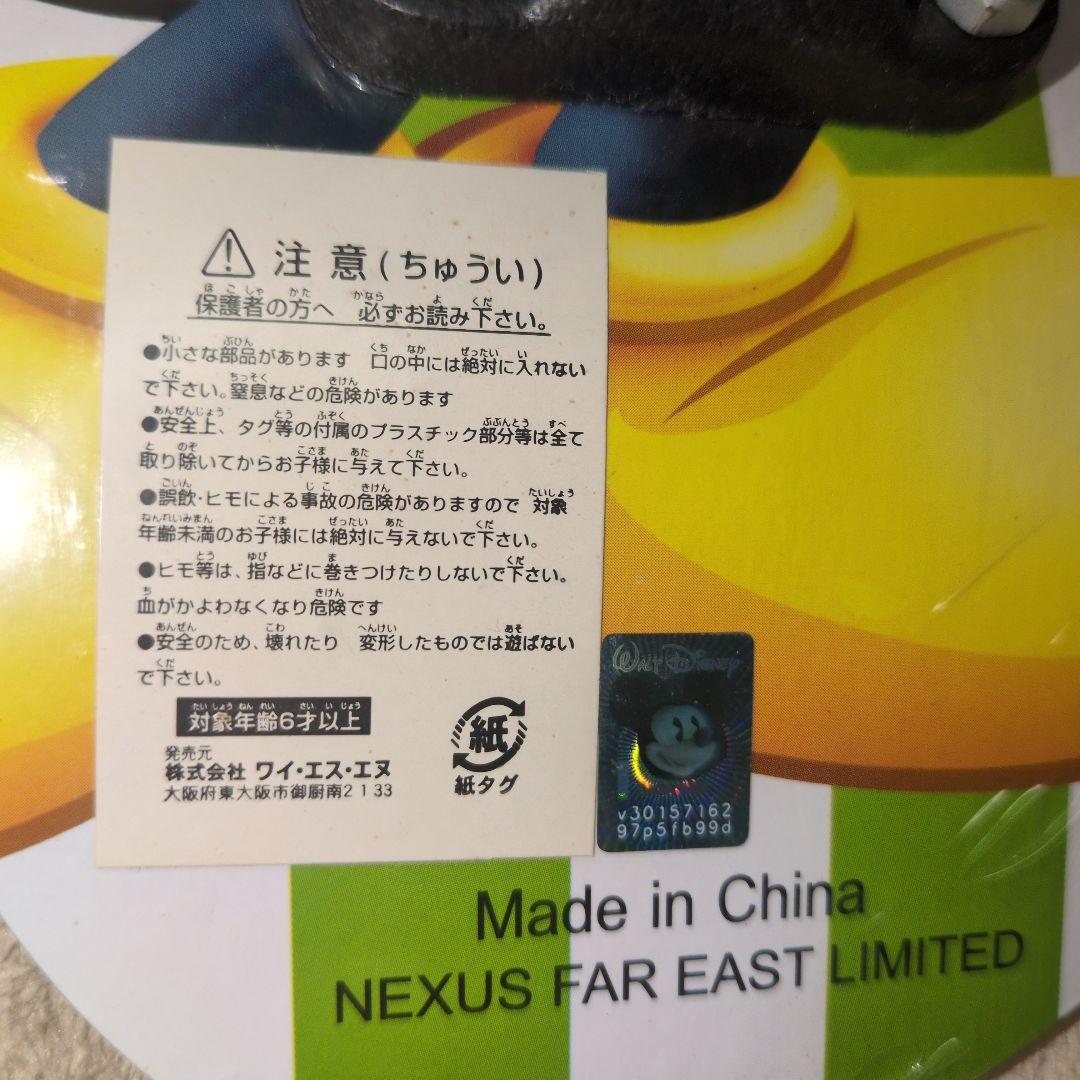 注意(ちゅうい)
保護者の方へ 必ずお読み下さい。
●小さな部品があります 口の中には絶対に入れない
で下さい。窒息などの危険があります
●安全上、タグ等の付属のプラスチック部分等は全て
取り除いてからお子様に与えて下さい。
●誤飲・ヒモによる事故の危険がありますので 対象
年齢未満のお子様には絶対に与えないで下さい。
●ヒモ等は、指などに巻きつけたりしないで下さい。
血がかよわなくなり危険です
●安全のため、壊れたり 変形したものでは遊ばない
で下さい。
対象年齢6才以上
発売元
株式会社 ワイ・エス・エヌ
大阪府東大阪市御厨南2133
紙
紙タグ
WALT DISNEY
v30157162
97p5fb99d
Made in China
NEXUS FAR EAST LIMITED